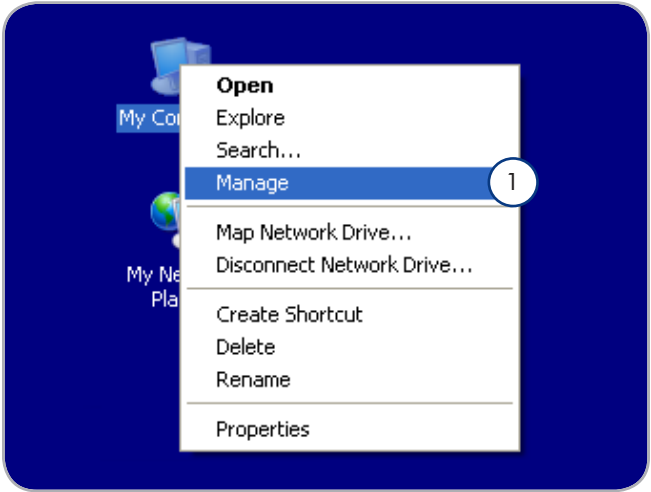 My Co
Open
Explore
Search...
Manage
1
Map Network Drive...
Disconnect Network Drive...
My Ne
Pla
Create Shortcut
Delete
Rename
Properties